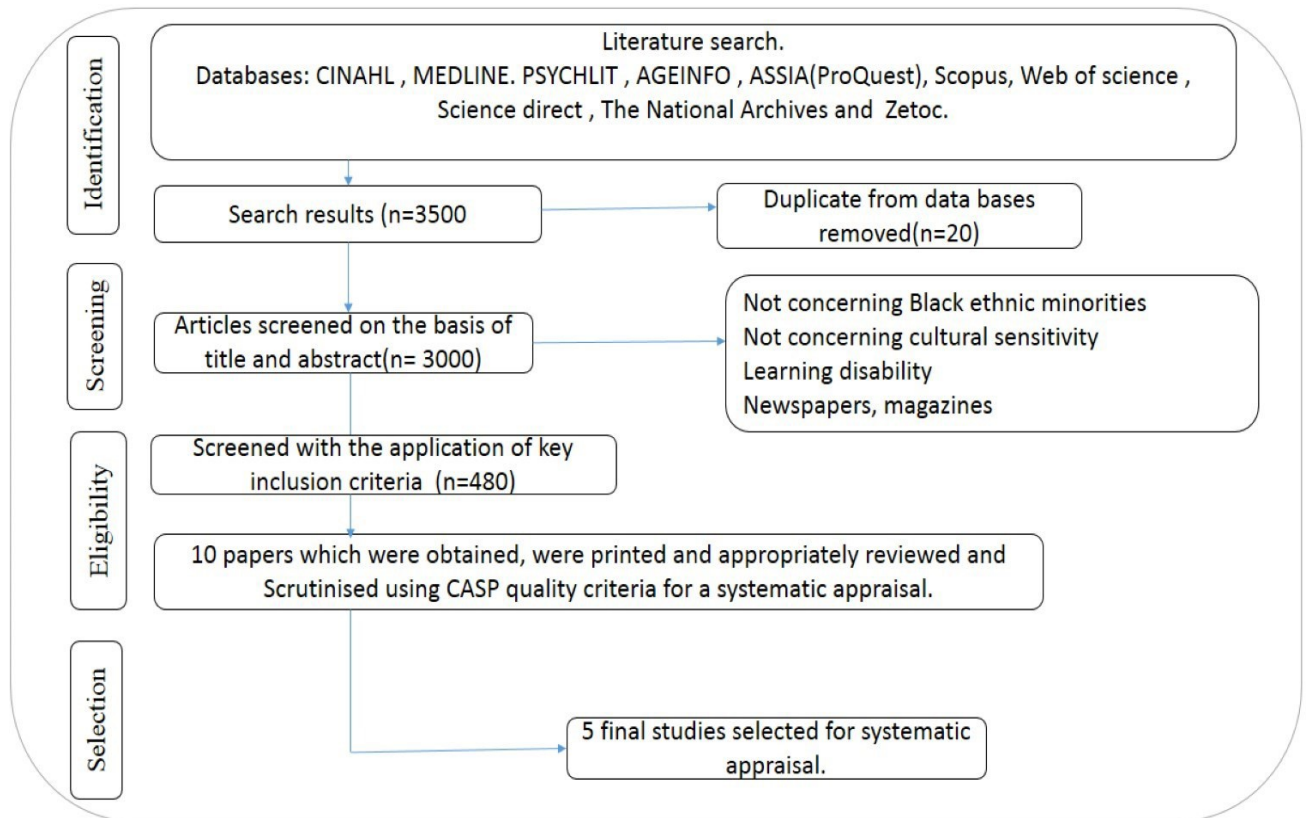 Identification
Literature search.
Databases: CINAHL , MEDLINE. PSYCHLIT , AGEINFO , ASSIA(ProQuest), Scopus, Web of science ,
Science direct , The National Archives and Zetoc.
Search results (n=3500
Duplicate from data bases
removed(n=20)
Screening
Articles screened on the basis of
title and abstract(n= 3000)
Not concerning Black ethnic minorities
Not concerning cultural sensitivity
Learning disability
Newspapers, magazines
Eligibility
Screened with the application of key
inclusion criteria (n=480)
10 papers which were obtained, were printed and appropriately reviewed and
Scrutinised using CASP quality criteria for a systematic appraisal.
Selection
5 final studies selected for systematic
appraisal.